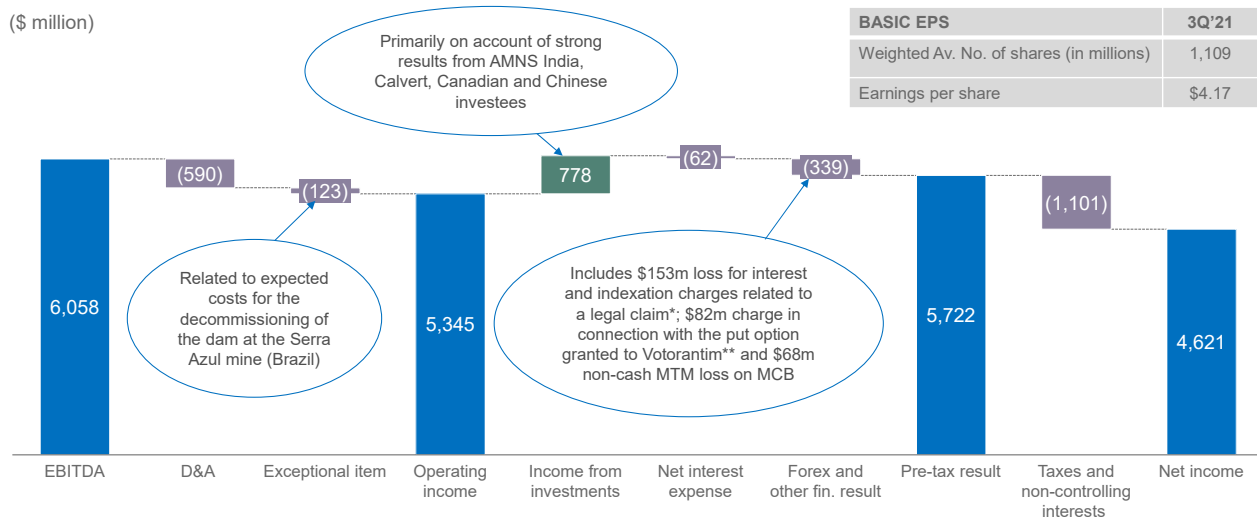 ($ million)
BASIC EPS 3Q'21
Weighted Av. No. of shares (in millions) 1,109
Earnings per share $4.17
Primarily on account of strong
results from AMNS India,
Calvert, Canadian and Chinese
investees
(590)
(123)
778
(62)
(339)
(1,101)
6,058
5,345
5,722
4,621
Related to expected
costs for the
decommissioning of
the dam at the Serra
Azul mine (Brazil)
Includes $153m loss for interest
and indexation charges related to
a legal claim*; $82m charge in
connection with the put option
granted to Votorantim** and $68m
non-cash MTM loss on MCB
EBITDA
D&A
Exceptional item
Operating
income
Income from
investments
Net interest
expense
Forex and
other fin. result
Pre-tax result
Taxes and
non-controlling
interests
Net income